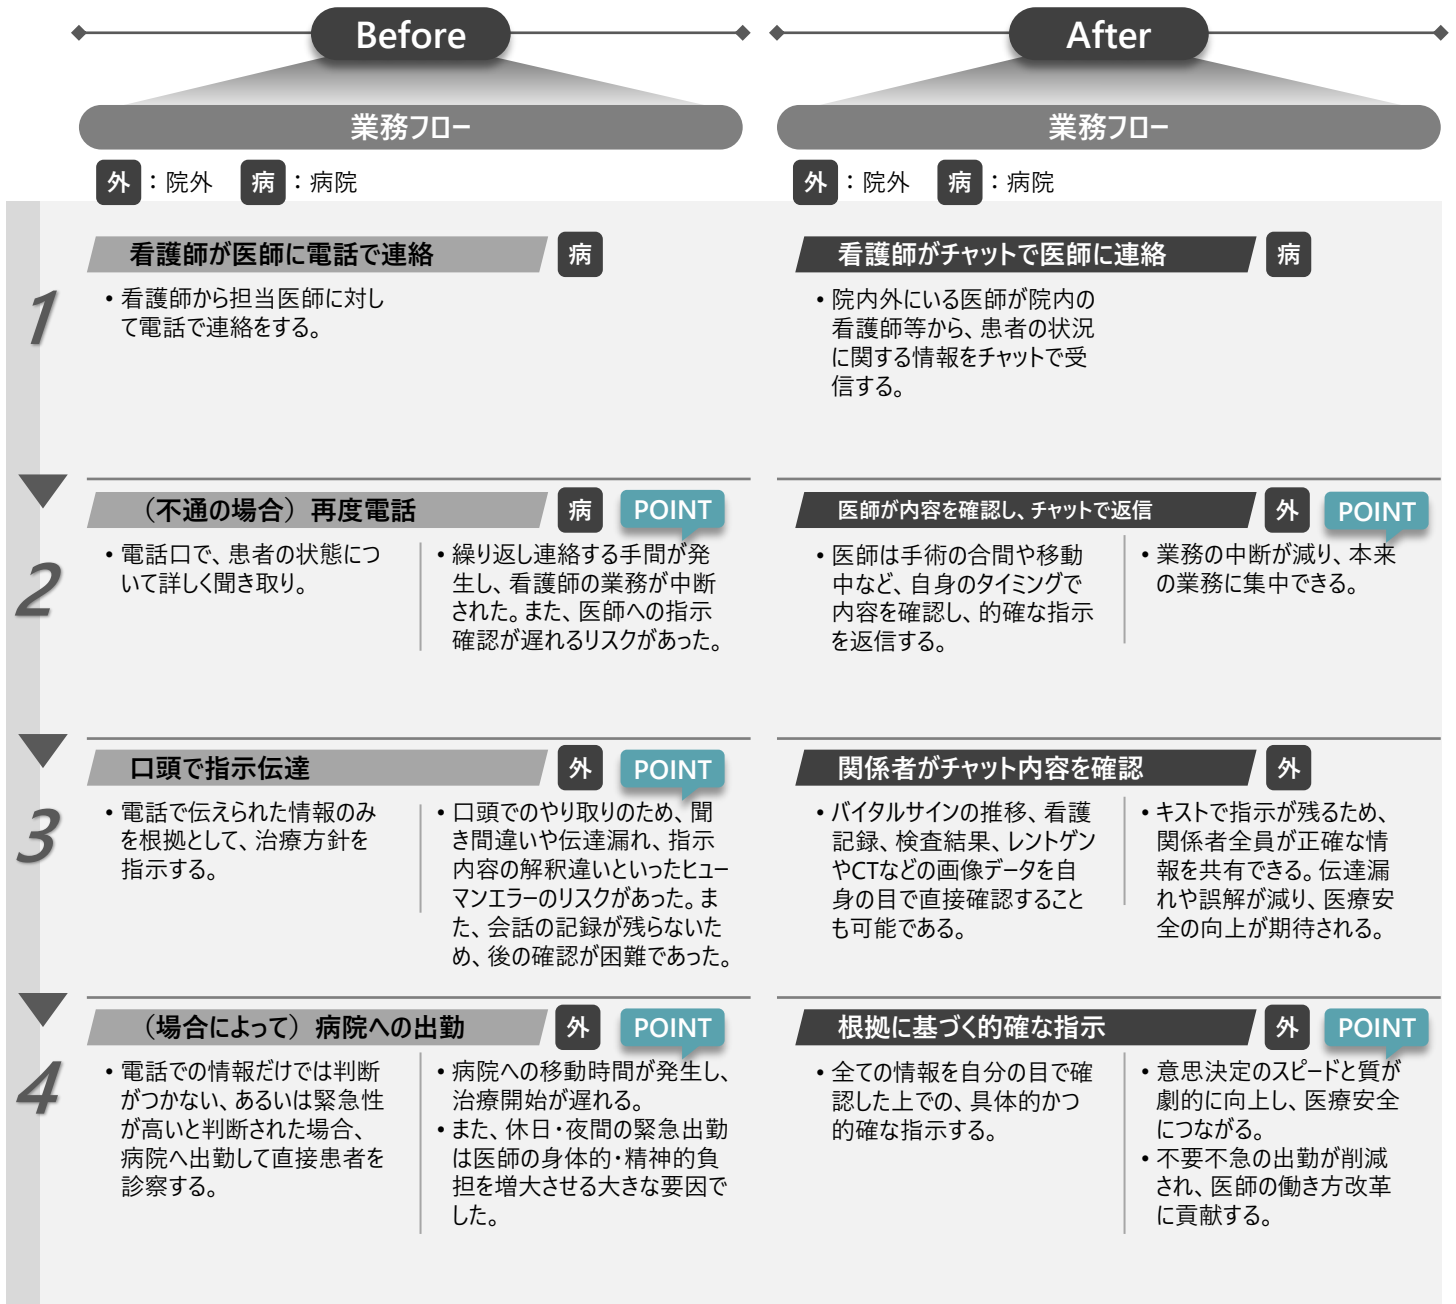 Before
業務フロー
外：院外 病：病院
After
業務フロー
外：院外 病：病院
1
看護師が医師に電話で連絡 病
• 看護師から担当医師に対し
て電話で連絡をする。
看護師がチャットで医師に連絡 病
• 院内外にいる医師が院内の
看護師等から、患者の状況
に関する情報をチャットで受
信する。
2
（不通の場合）再度電話 病 POINT
• 電話口で、患者の状態につ
いて詳しく聞き取り。
• 繰り返し連絡する手間が発
生し、看護師の業務が中断
された。また、医師への指示
確認が遅れるリスクがあった。
医師が内容を確認し、チャットで返信 外 POINT
• 医師は手術の合間や移動
中など、自身のタイミングで
内容を確認し、的確な指示
を返信する。
• 業務の中断が減り、本来
の業務に集中できる。
3
口頭で指示伝達 外 POINT
• 電話で伝えられた情報のみ
を根拠として、治療方針を
指示する。
• 口頭でのやり取りのため、聞
き間違いや伝達漏れ、指示
内容の解釈違いといったヒュー
マンエラーのリスクがあった。ま
た、会話の記録が残らないた
め、後の確認が困難であった。
関係者がチャット内容を確認 外
• バイタルサインの推移、看護
記録、検査結果、レントゲン
やCTなどの画像データを自
身の目で直接確認すること
も可能である。
• キストで指示が残るため、
関係者全員が正確な情
報を共有できる。伝達漏
れや誤解が減り、医療安
全の向上が期待される。
4
（場合によって）病院への出勤 外 POINT
• 電話での情報だけでは判断
がつかない、あるいは緊急性
が高いと判断された場合、
病院へ出勤して直接患者を
診察する。
• 病院への移動時間が発生し、
治療開始が遅れる。
• また、休日・夜間の緊急出勤
は医師の身体的・精神的負
担を増大させる大きな要因で
した。
根拠に基づく的確な指示 外 POINT
• 全ての情報を自分の目で確
認した上での、具体的かつ
的確な指示する。
• 意思決定のスピードと質が
劇的に向上し、医療安全
につながる。
• 不要不急の出勤が削減
され、医師の働き方改革
に貢献する。